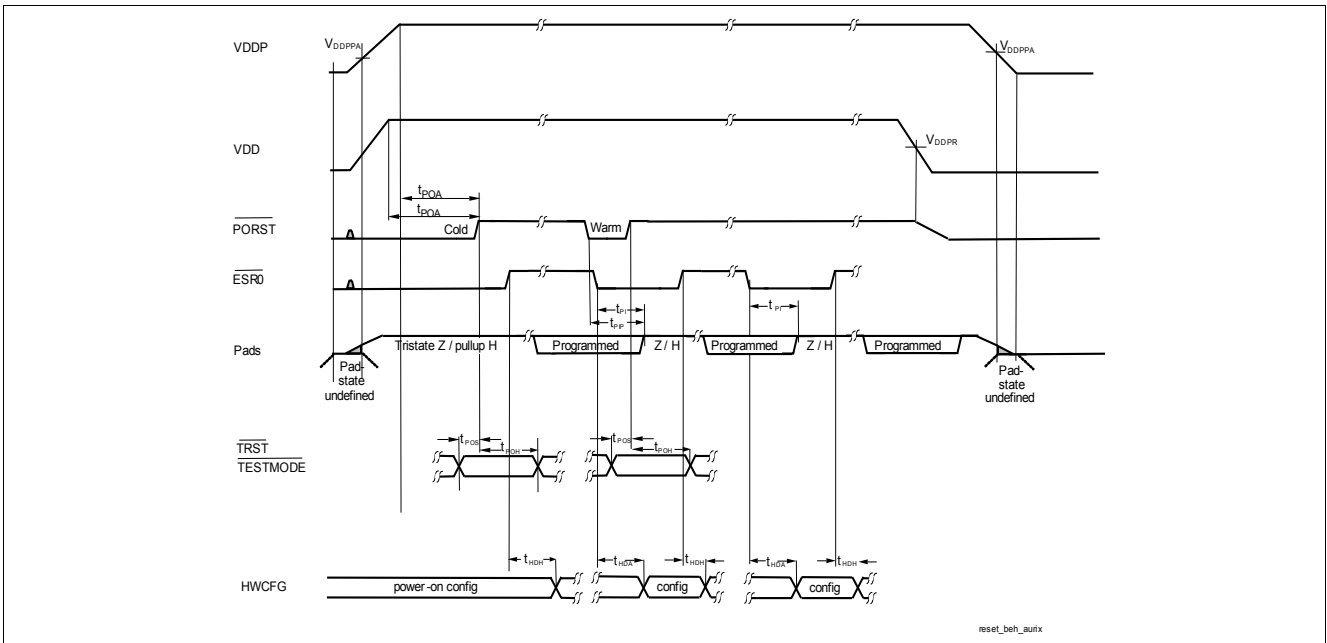 VDDP
VDDPPA
VDDPPA
VDD
VDDPR
tPOA
tPOA
PORST
Cold
Warm
ESR0
tPI
tPI
tPIP
Pads
Tristate Z / pullup H
Programmed
Z / H
Programmed
Z / H
Programmed
Pad-
state
undefined
Pad-
state
undefined
TRST
TESTMODE
tPOS
tPOH
tPOS
tPOH
tHDH
tHDA
tHDH
tHDA
tHDH
HWCFG
power-on config
config
config
reset_beh_aurix